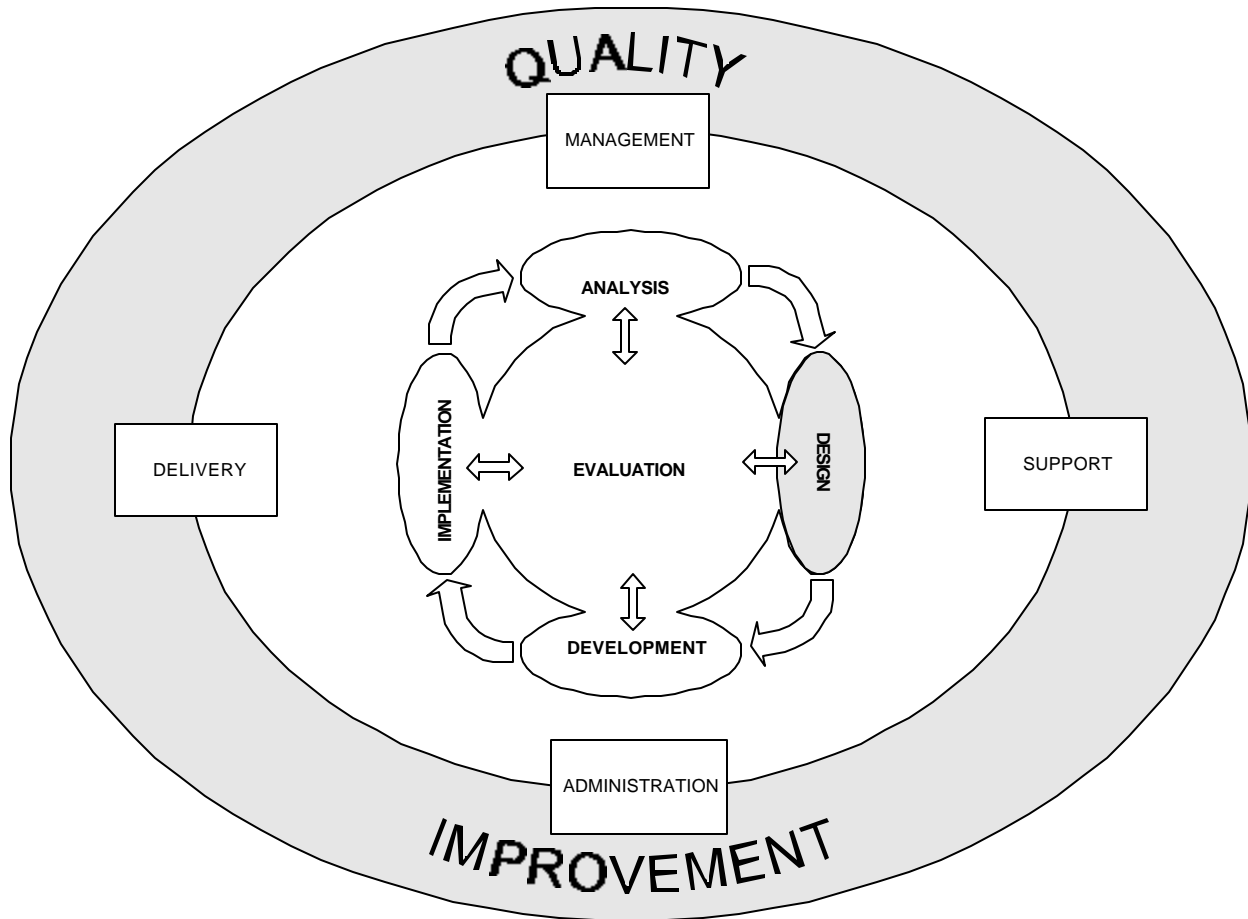 QUALITY
MANAGEMENT
ANALYSIS
DELIVERY
IMPLEMENTATION
EVALUATION
DESIGN
SUPPORT
DEVELOPMENT
ADMINISTRATION
IMPROVEMENT